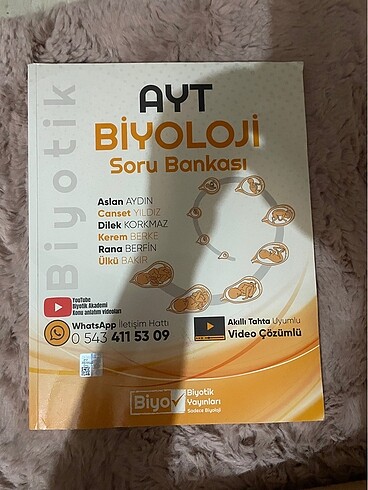 Biyotik
AYT
BİYOLOJİ
Soru Bankası
Aslan AYDIN
Canset YILDIZ
Dilek KORKMAZ
Kerem BERKE
Rana BERFİN
Ülkü BAKIR
YouTube
Biyotik Akademi
Konu anlatım videoları
WhatsApp İletişim Hattı
0 543 411 53 09
Akıllı Tahta Uyumlu
Video Çözümlü
Biyo
Biyotik
Yayınları
Sadece Biyoloji